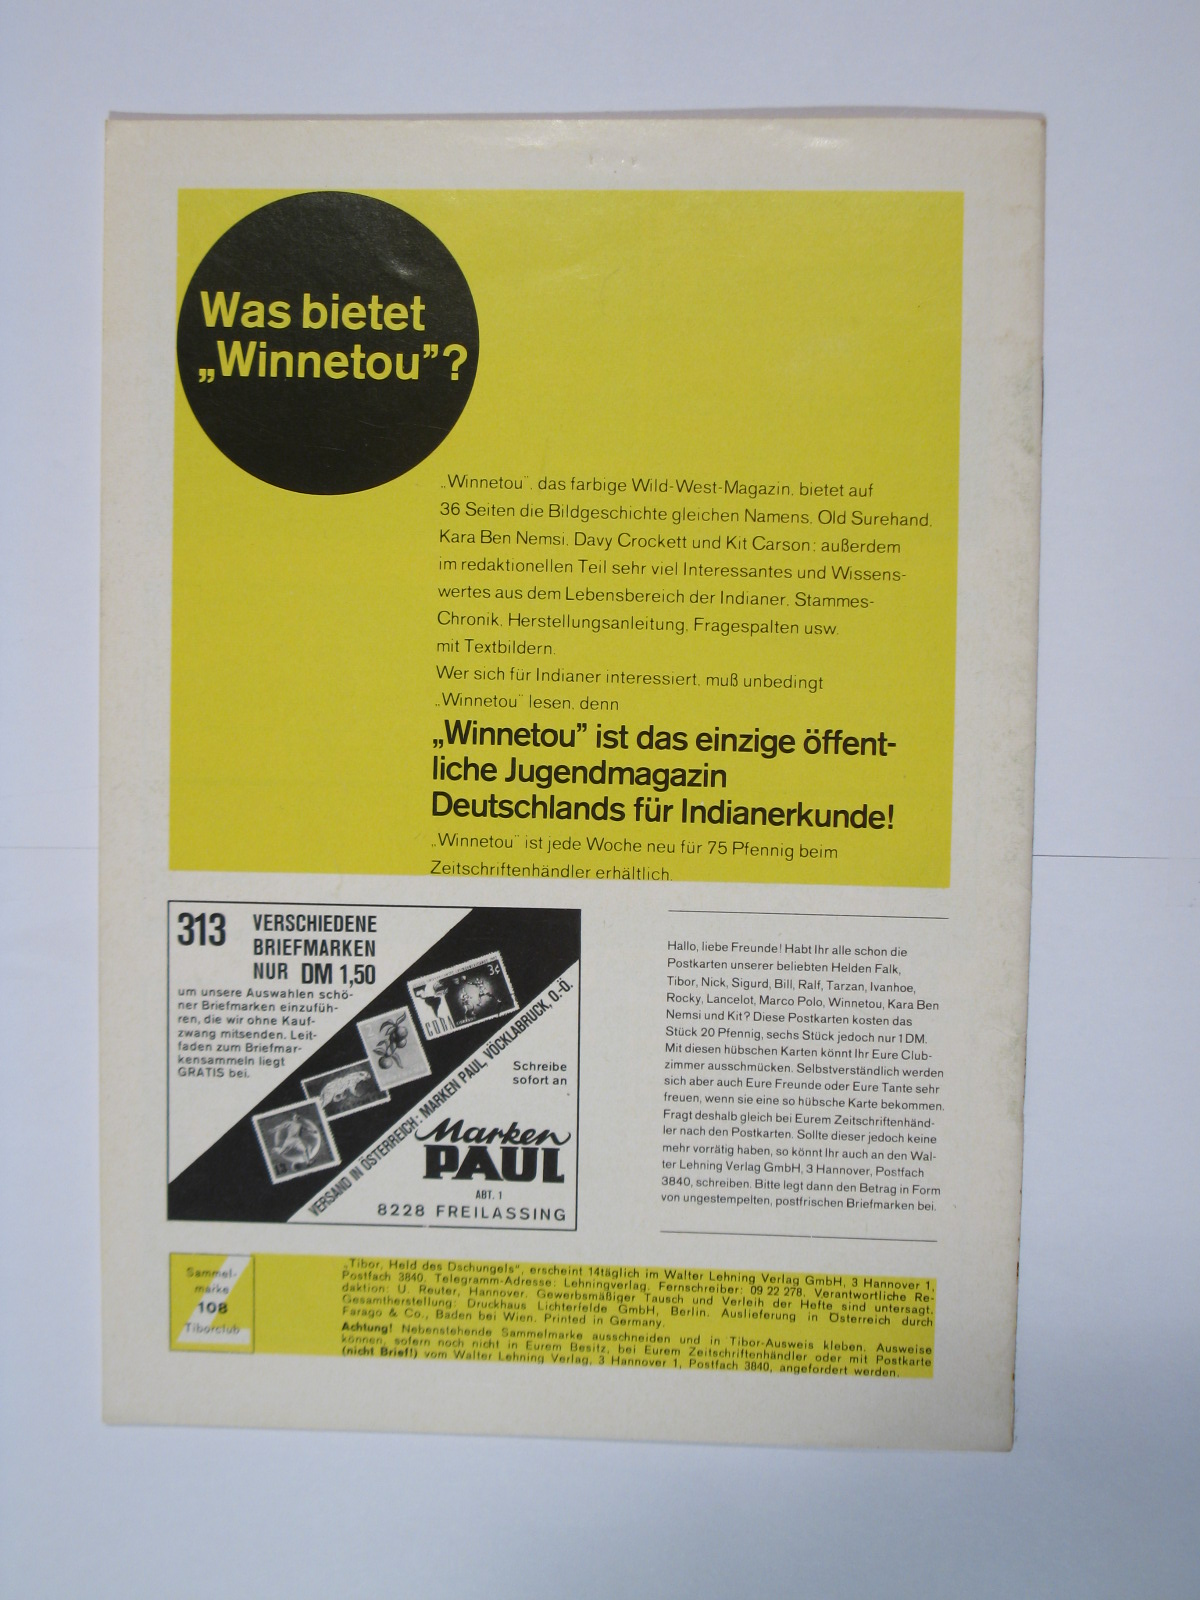 Was bietet
„Winnetou”?
„Winnetou”, das farbige Wild-West-Magazin, bietet auf
36 Seiten die Bildgeschichte gleichen Namens, Old Surehand,
Kara Ben Nemsi, Davy Crockett und Kit Carson; außerdem
im redaktionellen Teil sehr viel Interessantes und Wissens-
wertes aus dem Lebensbereich der Indianer, Stammes-
Chronik, Herstellungsanleitung, Fragespalten usw.
mit Textbildern.
Wer sich für Indianer interessiert, muß unbedingt
„Winnetou” lesen, denn
„Winnetou” ist das einzige öffent-
liche Jugendmagazin
Deutschlands für Indianerkunde!
„Winnetou” ist jede Woche neu für 75 Pfennig beim
Zeitschriftenhändler erhältlich.
313 VERSCHIEDENE
BRIEFMARKEN
NUR DM 1,50
um unsere Auswahlen schö-
ner Briefmarken einzufüh-
ren, die wir ohne Kauf-
zwang mitsenden. Leit-
faden zum Briefmar-
kensammeln liegt
GRATIS bei.
3¢
CUBA
VERSAND IN ÖSTERREICH: MARKEN PAUL, VÖCKLABRUCK, O.-Ö.
Schreibe
sofort an
Marken
PAUL
ABT. 1
8228 FREILASSING
Hallo, liebe Freunde! Habt Ihr alle schon die
Postkarten unserer beliebten Helden Falk,
Tibor, Nick, Sigurd, Bill, Ralf, Tarzan, Ivanhoe,
Rocky, Lancelot, Marco Polo, Winnetou, Kara Ben
Nemsi und Kit? Diese Postkarten kosten das
Stück 20 Pfennig, sechs Stück jedoch nur 1 DM.
Mit diesen hübschen Karten könnt Ihr Eure Club-
zimmer ausschmücken. Selbstverständlich werden
sich aber auch Eure Freunde oder Eure Tante sehr
freuen, wenn sie eine so hübsche Karte bekommen.
Fragt deshalb gleich bei Eurem Zeitschriftenhänd-
ler nach den Postkarten. Sollte dieser jedoch keine
mehr vorrätig haben, so könnt Ihr auch an den Wal-
ter Lehning Verlag GmbH, 3 Hannover, Postfach
3840, schreiben. Bitte legt dann den Betrag in Form
von ungestempelten, postfrischen Briefmarken bei.
Sammel-
marke
108
Tiborclub
„Tibor, Held des Dschungels”, erscheint 14täglich im Walter Lehning Verlag GmbH, 3 Hannover 1,
Postfach 3840. Telegramm-Adresse: Lehningverlag. Fernschreiber: 09 22 278. Verantwortliche Re-
daktion: U. Reuter, Hannover. Gewerbsmäßiger Tausch und Verleih der Hefte sind untersagt.
Gesamtherstellung: Druckhaus Lichterfelde GmbH, Berlin. Auslieferung in Österreich durch
Farago & Co., Baden bei Wien. Printed in Germany.
Achtung! Nebenstehende Sammelmarke ausschneiden und in Tibor-Ausweis kleben. Ausweise
können, sofern noch nicht in Eurem Besitz, bei Eurem Zeitschriftenhändler oder mit Postkarte
(nicht Brief!) vom Walter Lehning Verlag, 3 Hannover 1, Postfach 3840, angefordert werden.